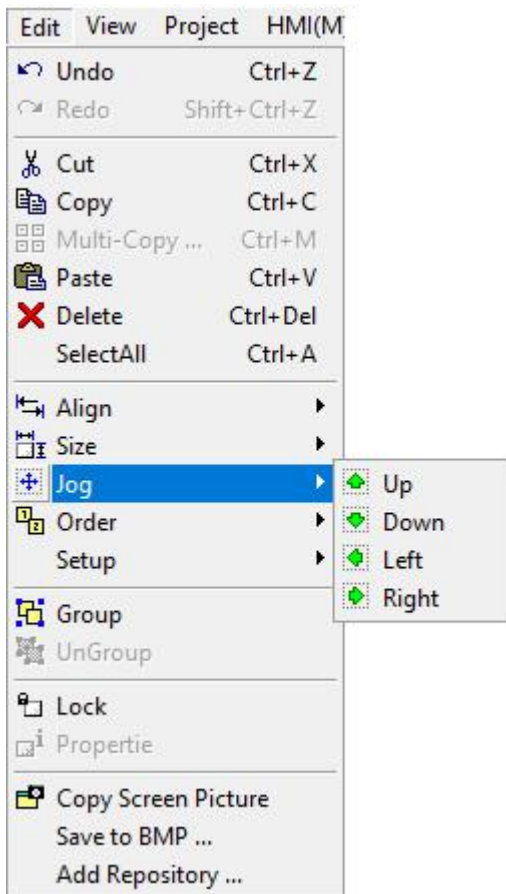 Edit View Project HMI(M
Undo Ctrl+Z
Redo Shift+Ctrl+Z
Cut Ctrl+X
Copy Ctrl+C
Multi-Copy ... Ctrl+M
Paste Ctrl+V
Delete Ctrl+Del
SelectAll Ctrl+A
Align
Size
Jog
Up
Down
Left
Right
Order
Setup
Group
UnGroup
Lock
Propertie
Copy Screen Picture
Save to BMP ...
Add Repository ...